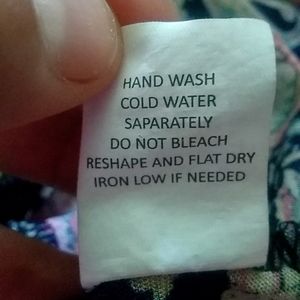 HAND WASH
COLD WATER
SAPARATELY
DO NOT BLEACH
RESHAPE AND FLAT DRY
IRON LOW IF NEEDED